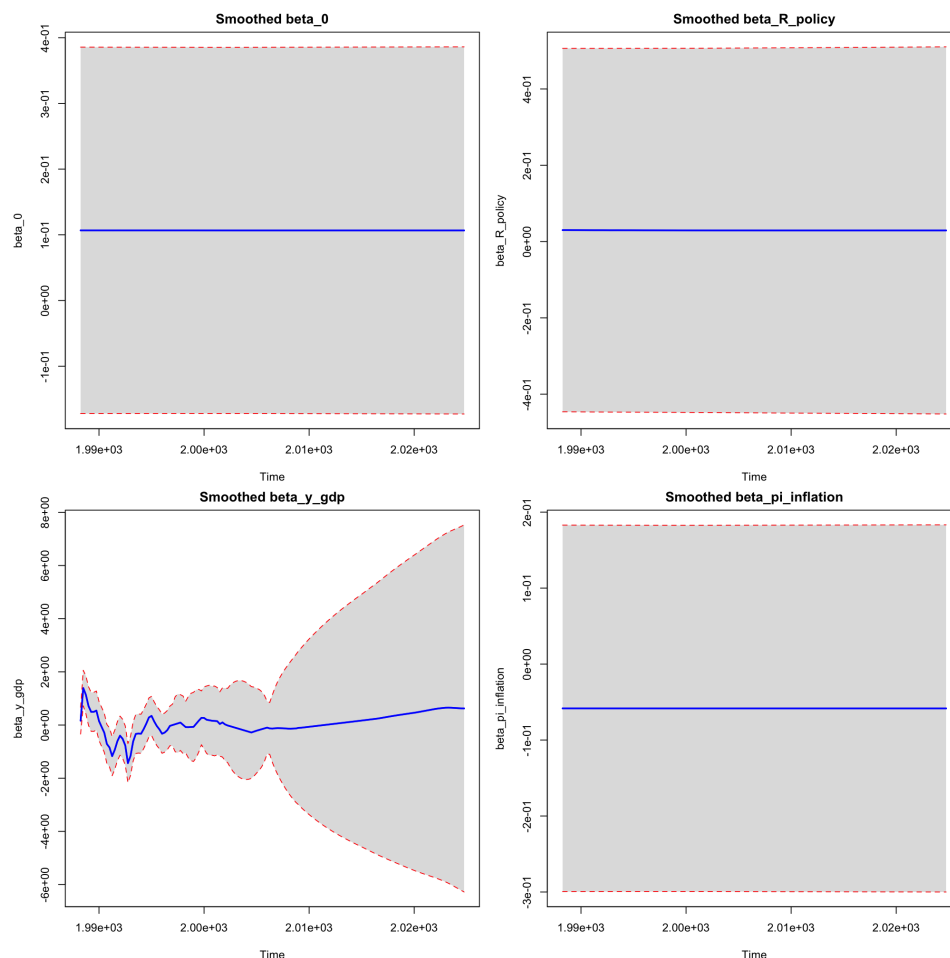 Smoothed beta_0
beta_0
4e-01
3e-01
2e-01
1e-01
0e+00
-1e-01
1.99e+03 2.00e+03 2.01e+03 2.02e+03
Time
Smoothed beta_R_policy
beta_R_policy
4e-01
2e-01
0e+00
-2e-01
-4e-01
1.99e+03 2.00e+03 2.01e+03 2.02e+03
Time
Smoothed beta_y_gdp
beta_y_gdp
8e+00
6e+00
4e+00
2e+00
0e+00
-2e+00
-4e+00
-6e+00
1.99e+03 2.00e+03 2.01e+03 2.02e+03
Time
Smoothed beta_pi_inflation
beta_pi_inflation
2e-01
1e-01
0e+00
-1e-01
-2e-01
-3e-01
1.99e+03 2.00e+03 2.01e+03 2.02e+03
Time